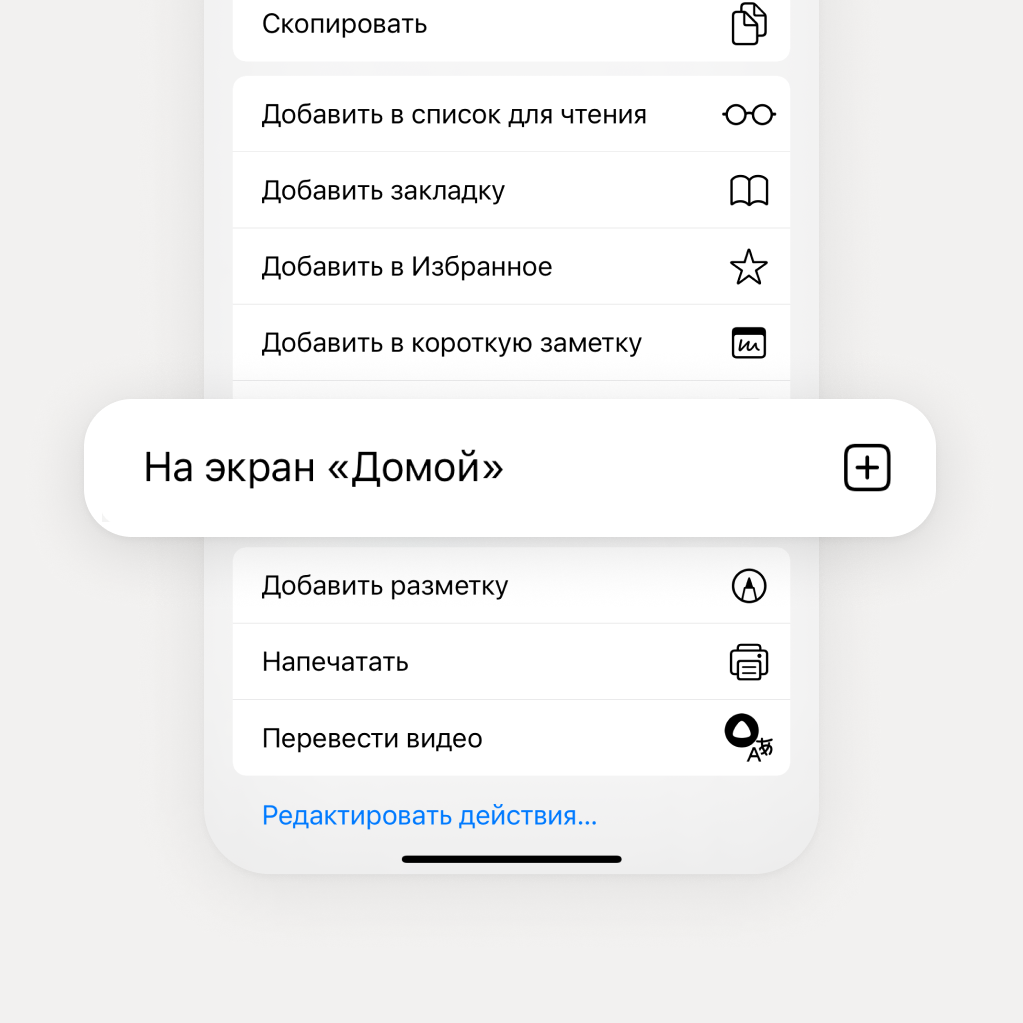 Скопировать
Добавить в список для чтения
Добавить закладку
Добавить в Избранное
Добавить в короткую заметку
На экран «Домой»
Добавить разметку
Напечатать
Перевести видео
Редактировать действия...